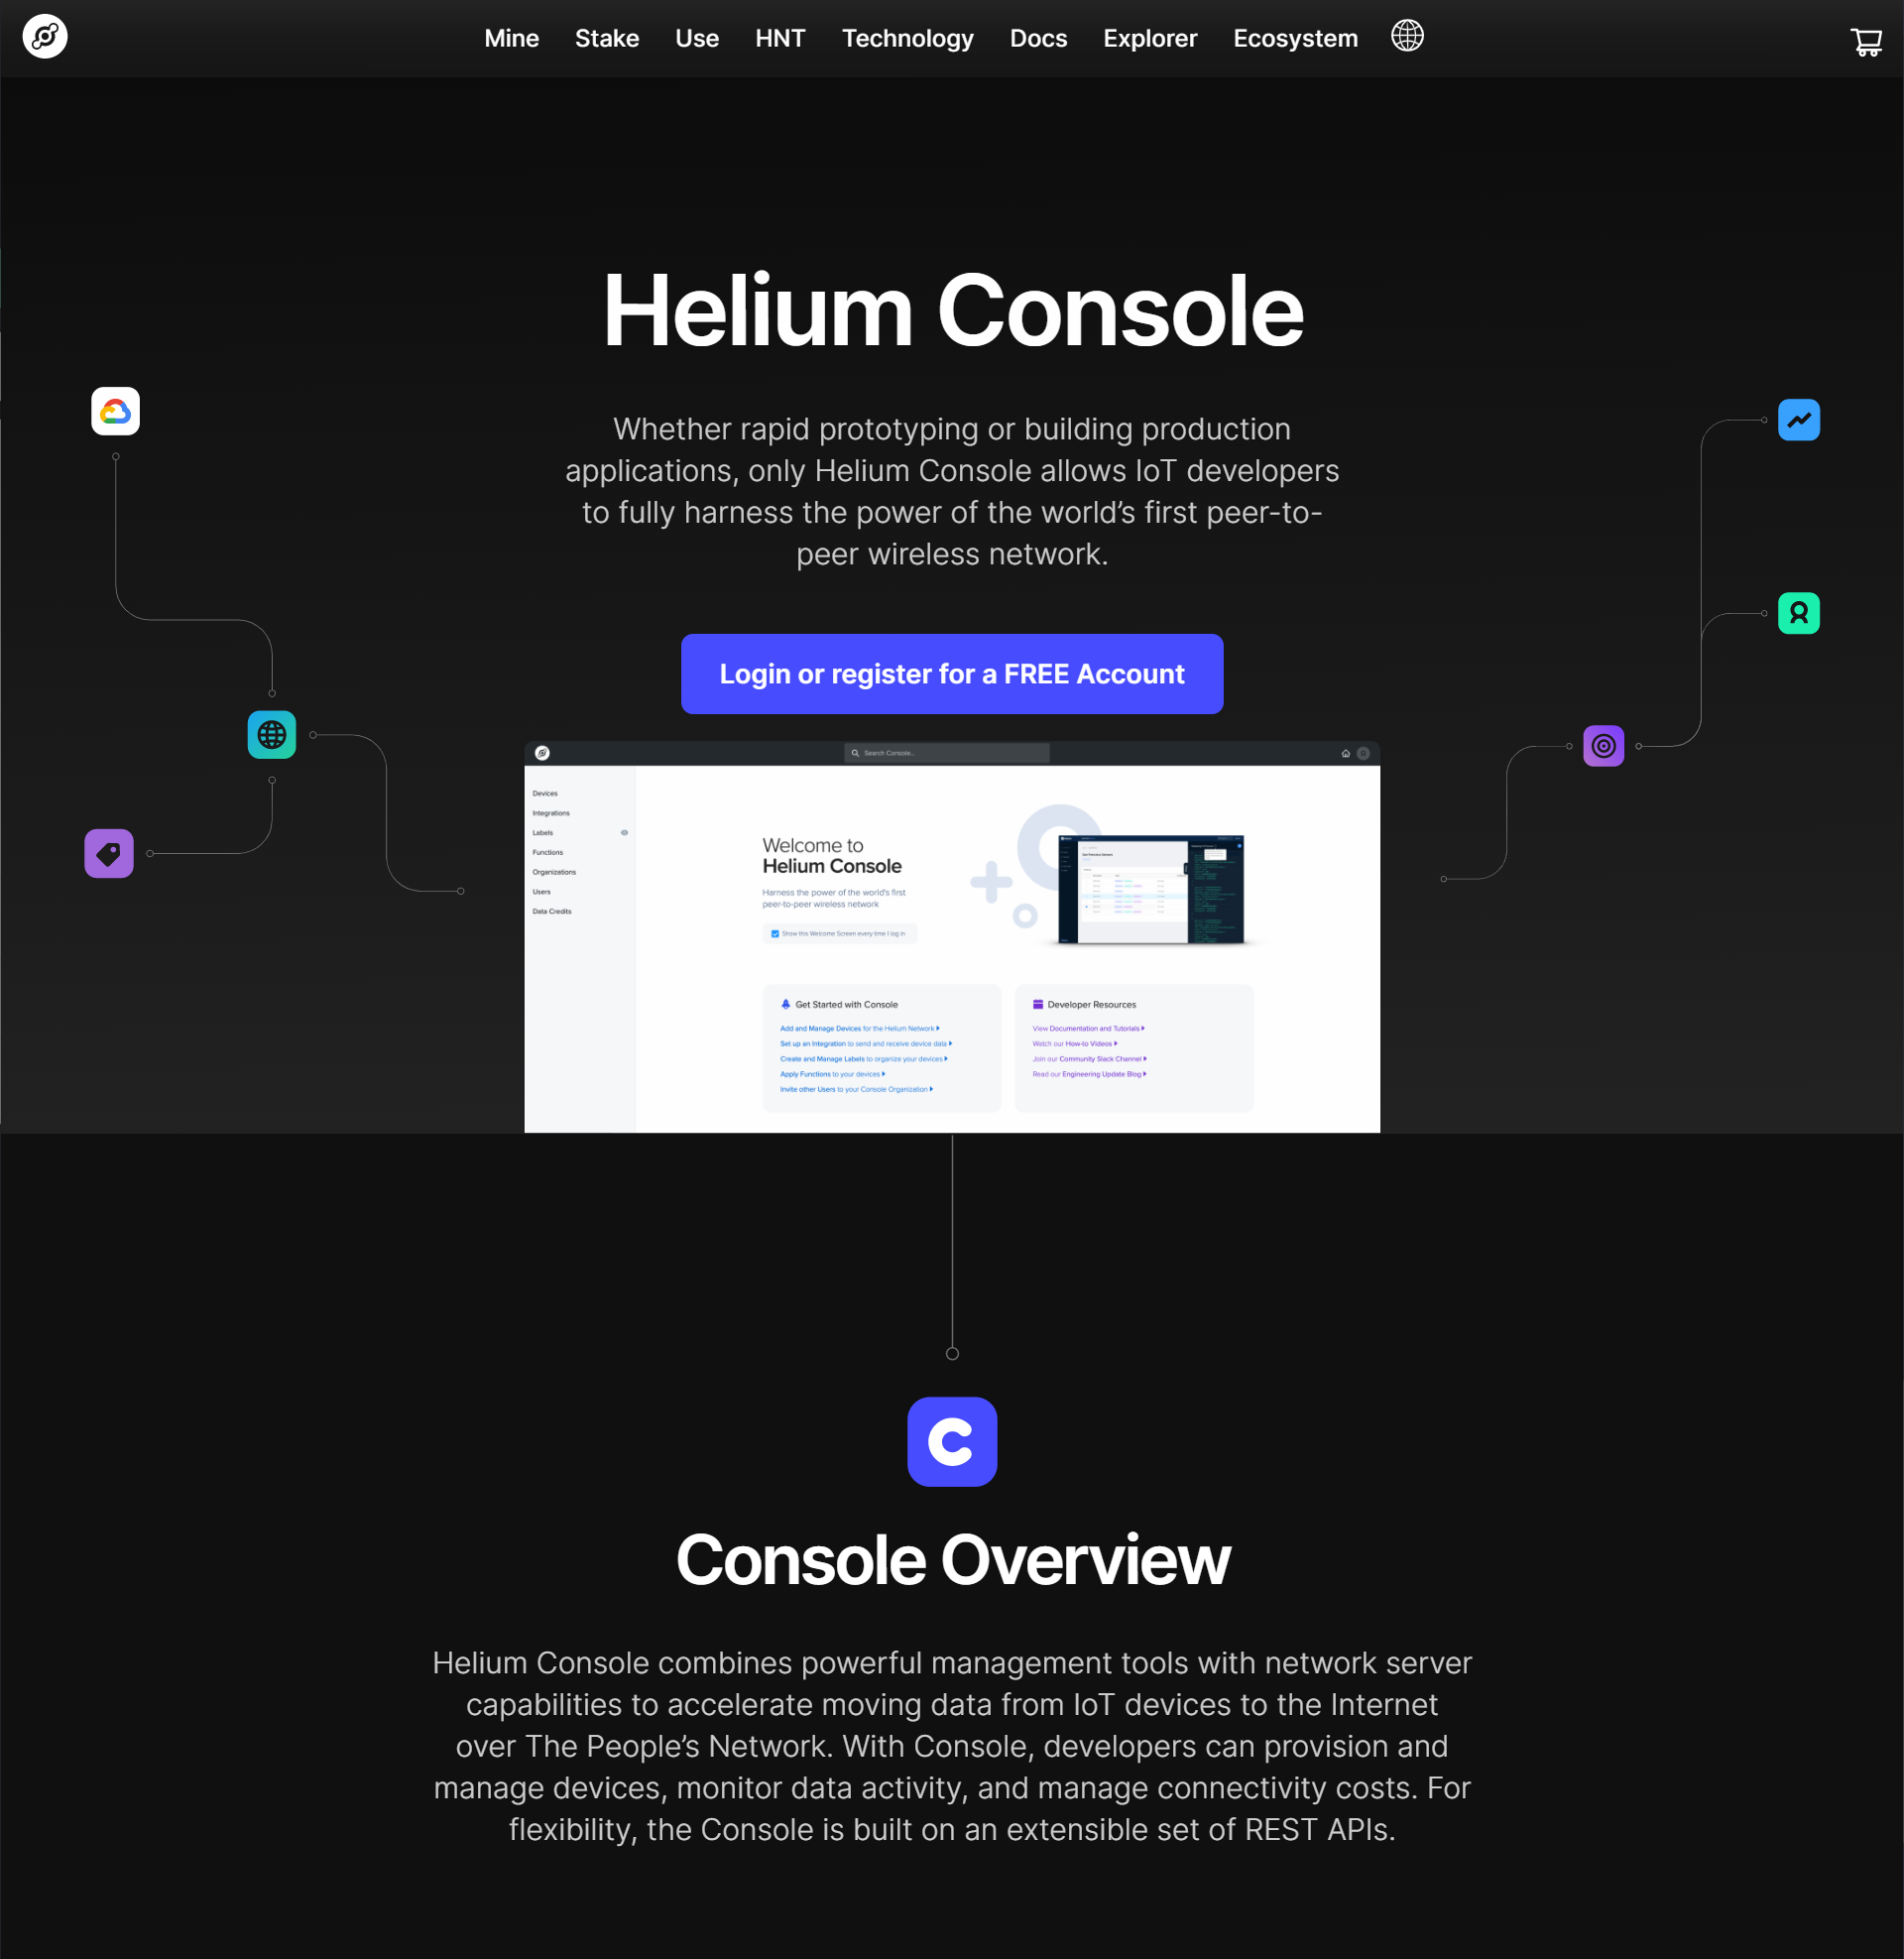 Mine Stake Use HNT Technology Docs Explorer Ecosystem
Helium Console
Whether rapid prototyping or building production
applications, only Helium Console allows IoT developers
to fully harness the power of the world’s first peer-to-
peer wireless network.
Login or register for a FREE Account
Search Console...
Devices
Integrations
Labels
Functions
Organizations
Users
Data Credits
Welcome to
Helium Console
Harness the power of the world's first
peer-to-peer wireless network
Show this Welcome Screen every time I log in
Get Started with Console
Add and Manage Devices for the Helium Network
Set up an Integration to send and receive device data
Create and Manage Labels to organize your devices
Apply Functions to your devices
Invite other Users to your Console Organization
Developer Resources
View Documentation and Tutorials
Watch our How-to Videos
Join our Community Slack Channel
Read our Engineering Update Blog
C
Console Overview
Helium Console combines powerful management tools with network server
capabilities to accelerate moving data from IoT devices to the Internet
over The People’s Network. With Console, developers can provision and
manage devices, monitor data activity, and manage connectivity costs. For
flexibility, the Console is built on an extensible set of REST APIs.